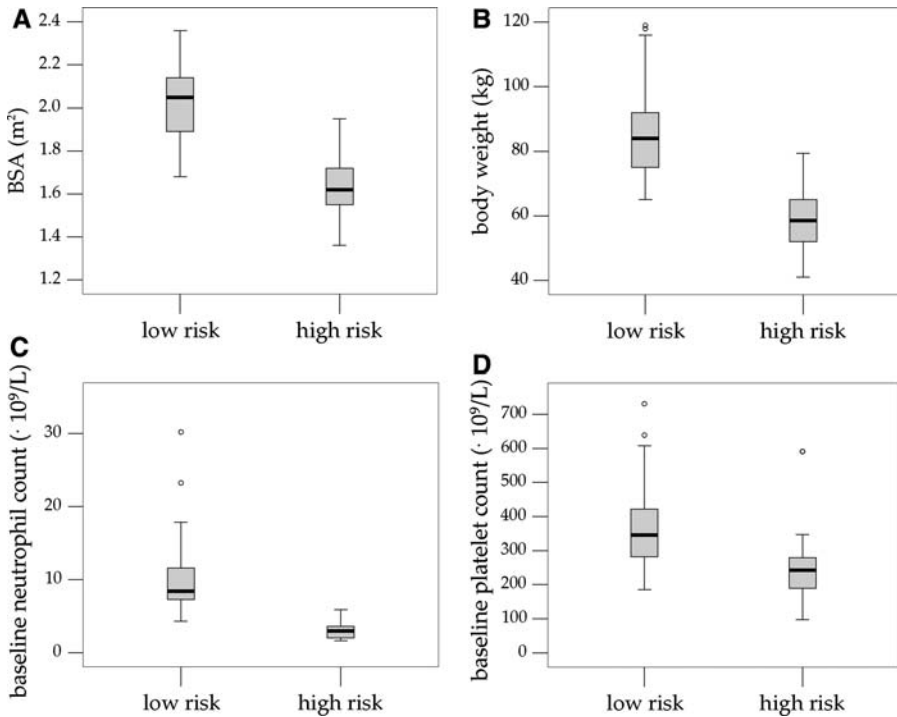 A
BSA (m²)
2.4
2.2
2.0
1.8
1.6
1.4
1.2
low risk high risk
B
body weight (kg)
120
100
80
60
40
low risk high risk
C
baseline neutrophil count (· 10⁹/L)
30
20
10
0
low risk high risk
D
baseline platelet count (· 10⁹/L)
700
600
500
400
300
200
100
0
low risk high risk